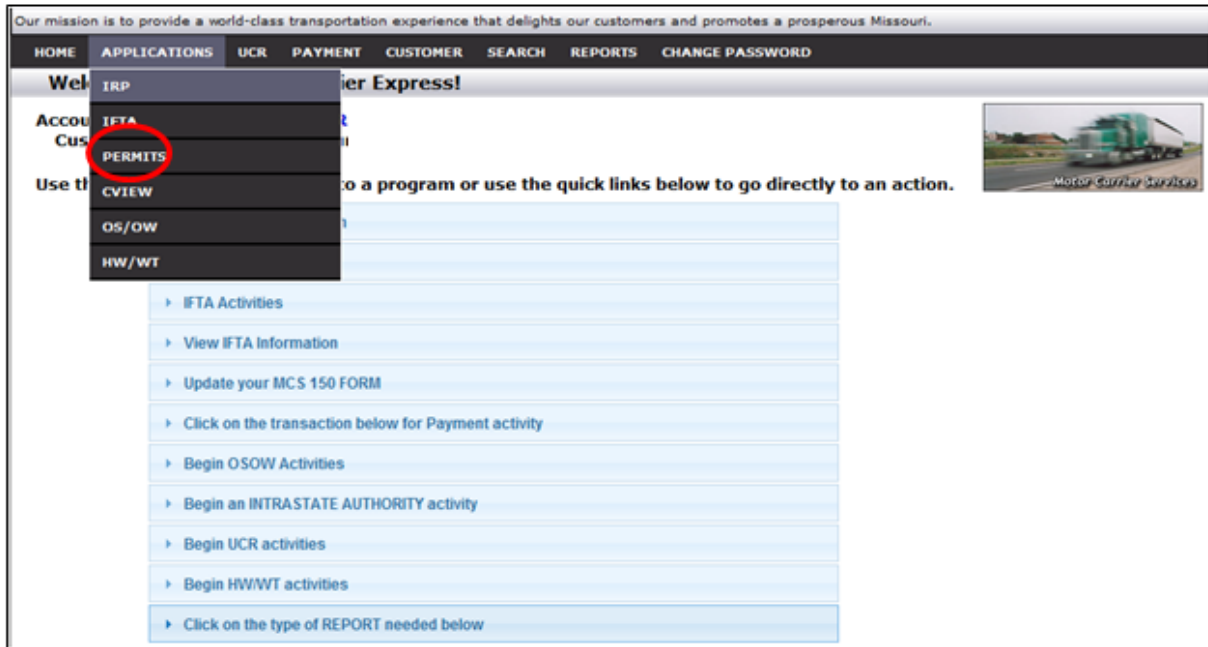 Our mission is to provide a world-class transportation experience that delights our customers and promotes a prosperous Missouri.
HOME APPLICATIONS UCR PAYMENT CUSTOMER SEARCH REPORTS CHANGE PASSWORD
Wel IRP ier Express!
Accou IFTA
Cus
PERMITS
Use th CVIEW to a program or use the quick links below to go directly to an action.
Motor Carrier Services
OS/OW
HW/WT
IFTA Activities
View IFTA Information
Update your MCS 150 FORM
Click on the transaction below for Payment activity
Begin OSOW Activities
Begin an INTRASTATE AUTHORITY activity
Begin UCR activities
Begin HW/WT activities
Click on the type of REPORT needed below